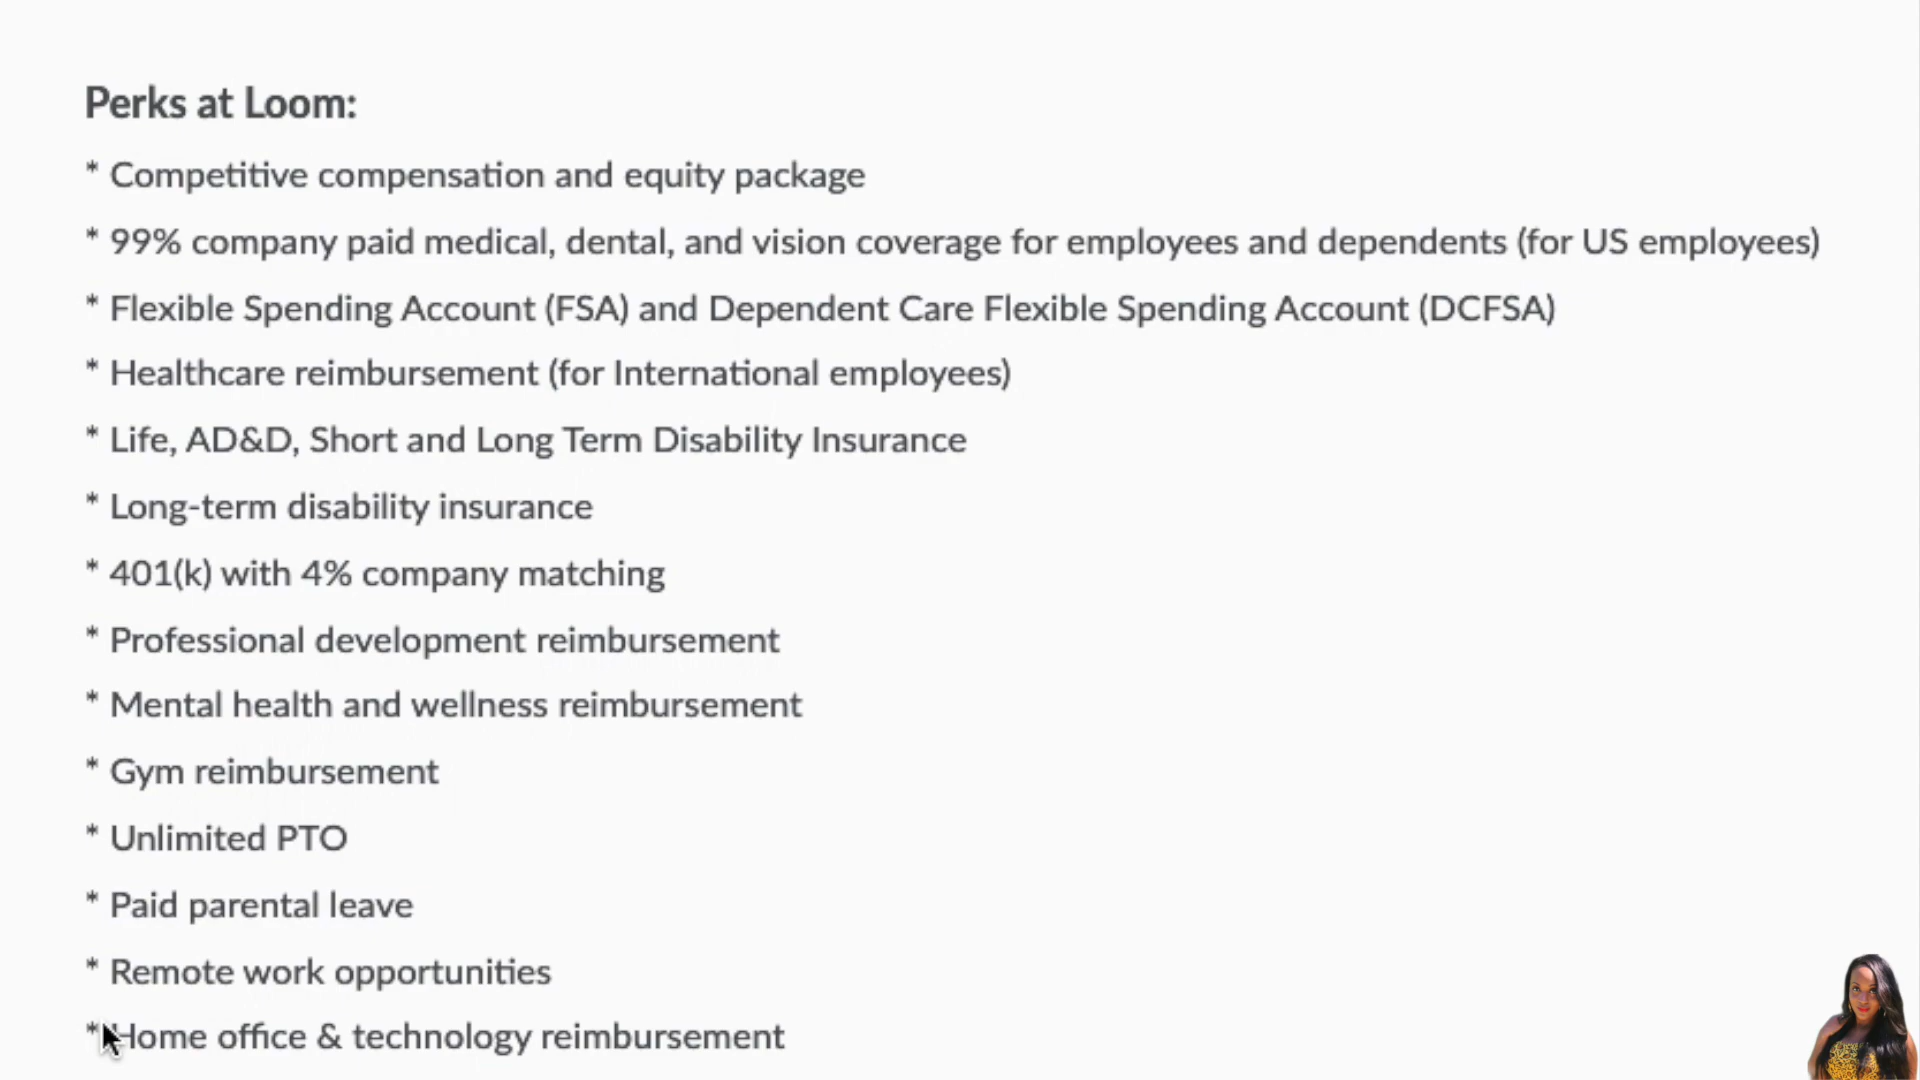 Perks at Loom:
* Competitive compensation and equity package
* 99% company paid medical, dental, and vision coverage for employees and dependents (for US employees)
* Flexible Spending Account (FSA) and Dependent Care Flexible Spending Account (DCFSA)
* Healthcare reimbursement (for International employees)
* Life, AD&D, Short and Long Term Disability Insurance
* Long-term disability insurance
* 401(k) with 4% company matching
* Professional development reimbursement
* Mental health and wellness reimbursement
* Gym reimbursement
* Unlimited PTO
* Paid parental leave
* Remote work opportunities
* Home office & technology reimbursement